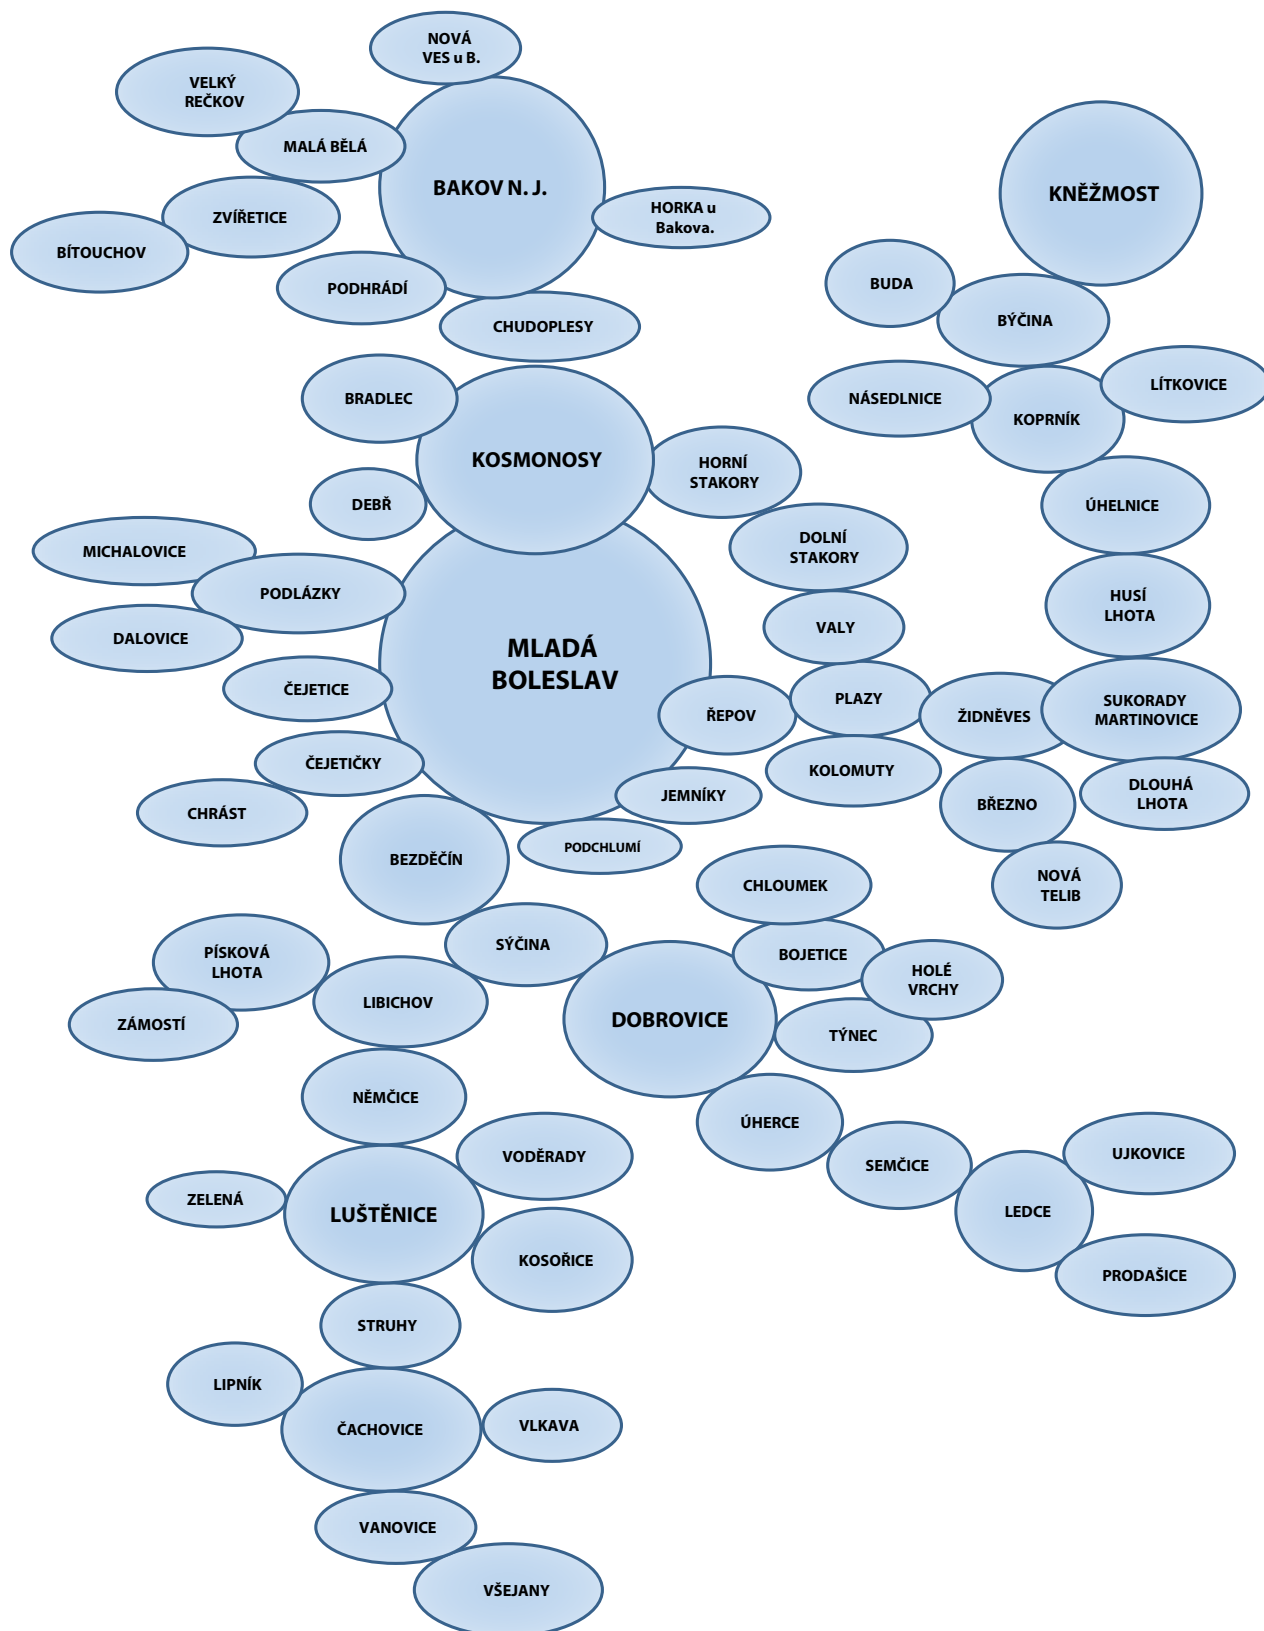 NOVÁ
VES u B.
VELKÝ
REČKOV
MALÁ BĚLÁ
BAKOV N. J.
KNĚŽMOST
ZVÍŘETICE
HORKA u
Bakova.
BÍTOUCHOV
PODHRÁDÍ
BUDA
CHUDOPLESY
BÝČINA
BRADLEC
NÁSEDLNICE
LÍTKOVICE
KOPRNÍK
KOSMONOSY
HORNÍ
STAKORY
DEBŘ
ÚHELNICE
MICHALOVICE
DOLNÍ
STAKORY
PODLÁZKY
HUSÍ
LHOTA
DALOVICE
VALY
MLADÁ
BOLESLAV
ČEJETICE
PLAZY
ŘEPOV
ŽIDNĚVES
SUKORADY
MARTINOVICE
ČEJETIČKY
KOLOMUTY
JEMNÍKY
DLOUHÁ
LHOTA
BŘEZNO
CHRÁST
PODCHLUMÍ
BEZDĚČÍN
CHLOUMEK
NOVÁ
TELIB
SÝČINA
BOJETICE
PÍSKOVÁ
LHOTA
HOLÉ
VRCHY
LIBICHOV
DOBROVICE
ZÁMOSTÍ
TÝNEC
NĚMČICE
ÚHERCE
VODĚRADY
UJKOVICE
SEMČICE
ZELENÁ
LUŠTĚNICE
LEDCE
KOSOŘICE
PRODAŠICE
STRUHY
LIPNÍK
ČACHOVICE
VLKAVA
VANOVICE
VŠEJANY